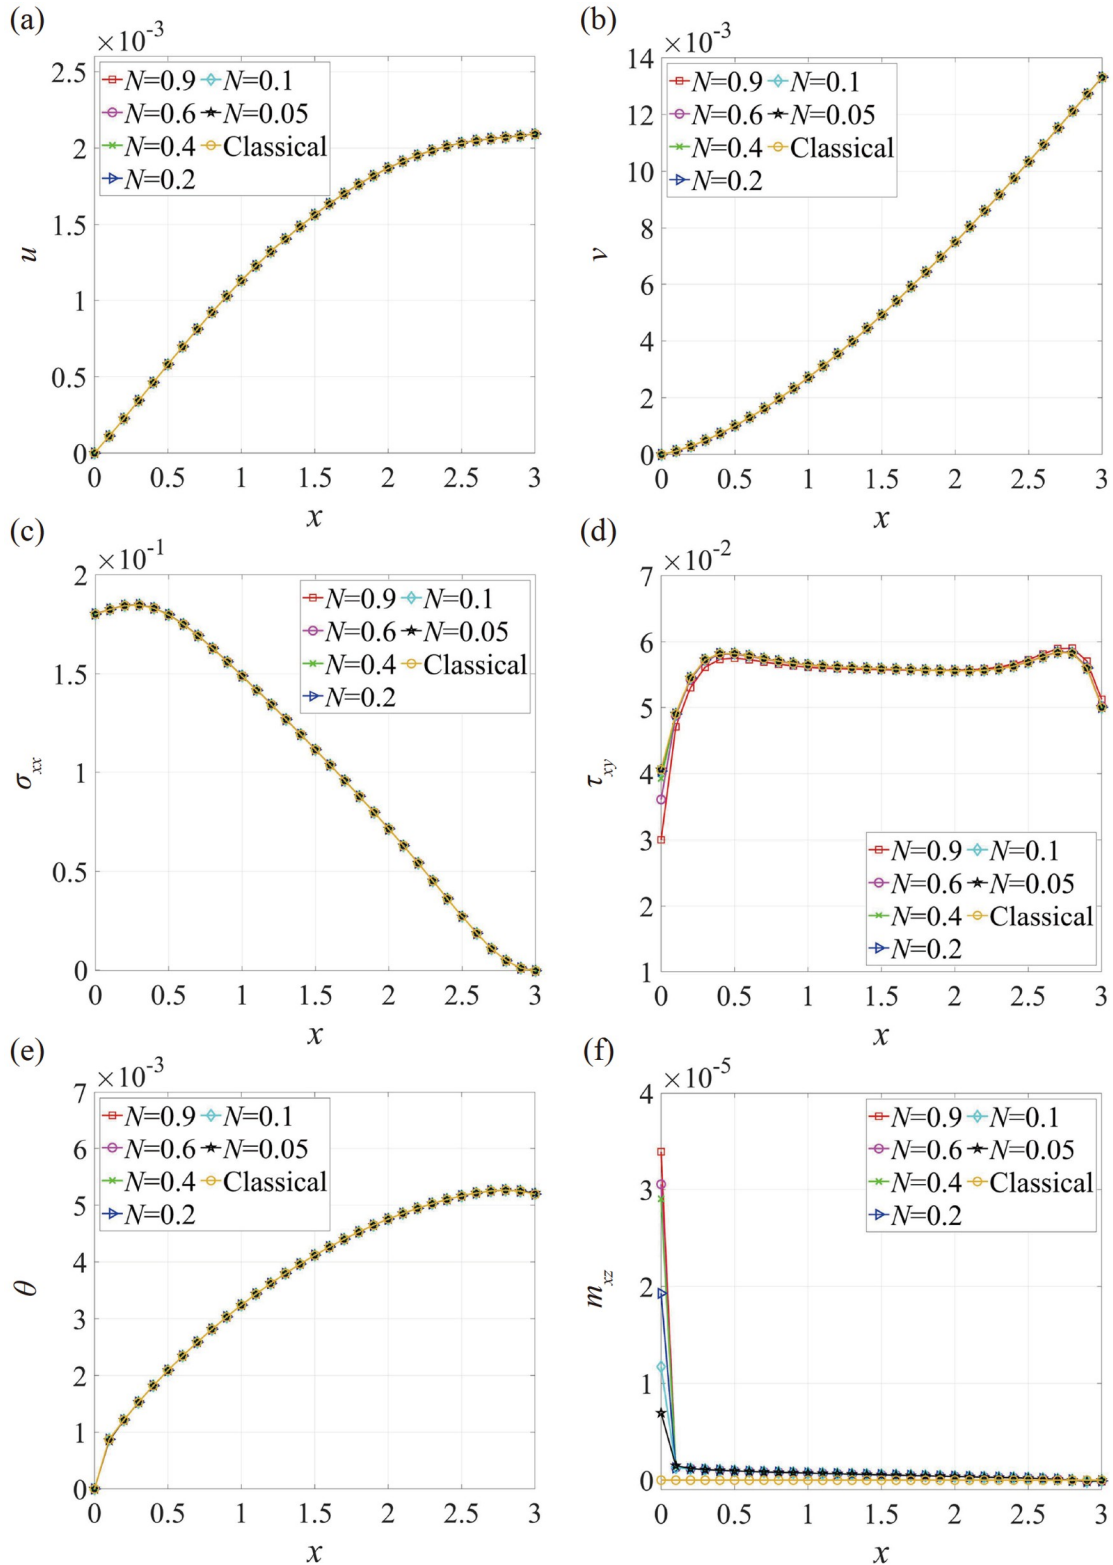 (a)
×10⁻³
2.5
2
1.5
1
0.5
0
0 0.5 1 1.5 2 2.5 3
u
x
N=0.9 N=0.1
N=0.6 N=0.05
N=0.4 Classical
N=0.2
(b)
×10⁻³
14
12
10
8
6
4
2
0
0 0.5 1 1.5 2 2.5 3
v
x
N=0.9 N=0.1
N=0.6 N=0.05
N=0.4 Classical
N=0.2
(c)
×10⁻¹
2
1.5
1
0.5
0
0 0.5 1 1.5 2 2.5 3
σxx
x
N=0.9 N=0.1
N=0.6 N=0.05
N=0.4 Classical
N=0.2
(d)
×10⁻²
7
6
5
4
3
2
1
0 0.5 1 1.5 2 2.5 3
τxy
x
N=0.9 N=0.1
N=0.6 N=0.05
N=0.4 Classical
N=0.2
(e)
×10⁻³
7
6
5
4
3
2
1
0
0 0.5 1 1.5 2 2.5 3
θ
x
N=0.9 N=0.1
N=0.6 N=0.05
N=0.4 Classical
N=0.2
(f)
×10⁻⁵
4
3
2
1
0
0 0.5 1 1.5 2 2.5 3
mxz
x
N=0.9 N=0.1
N=0.6 N=0.05
N=0.4 Classical
N=0.2